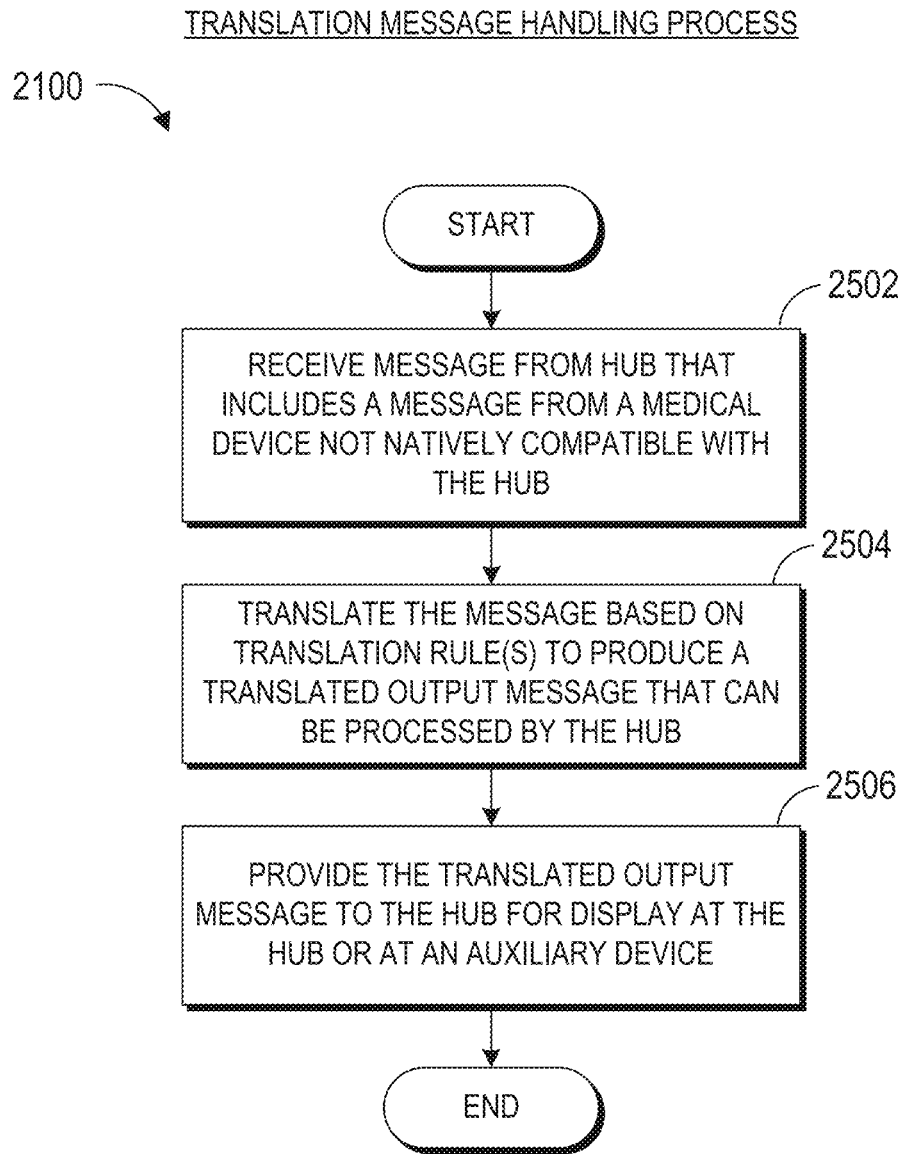 TRANSLATION MESSAGE HANDLING PROCESS
2100
START
2502
RECEIVE MESSAGE FROM HUB THAT
INCLUDES A MESSAGE FROM A MEDICAL
DEVICE NOT NATIVELY COMPATIBLE WITH
THE HUB
2504
TRANSLATE THE MESSAGE BASED ON
TRANSLATION RULE(S) TO PRODUCE A
TRANSLATED OUTPUT MESSAGE THAT CAN
BE PROCESSED BY THE HUB
2506
PROVIDE THE TRANSLATED OUTPUT
MESSAGE TO THE HUB FOR DISPLAY AT THE
HUB OR AT AN AUXILIARY DEVICE
END